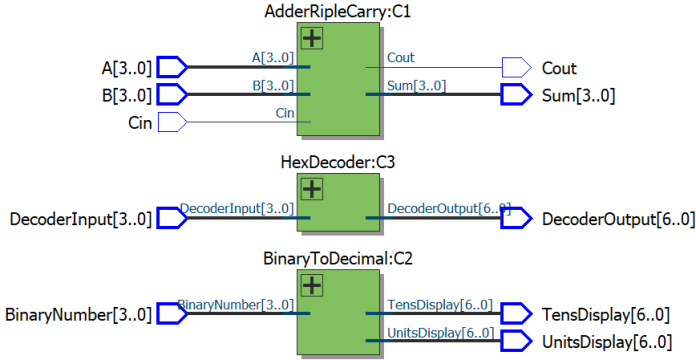 AdderRipleCarry:C1
A[3..0] A[3..0] Cout Cout
B[3..0] B[3..0] Sum[3..0] Sum[3..0]
Cin Cin
HexDecoder:C3
DecoderInput[3..0] DecoderInput[3..0] DecoderOutput[6..0] DecoderOutput[6..0]
BinaryToDecimal:C2
BinaryNumber[3..0] BinaryNumber[3..0] TensDisplay[6..0] TensDisplay[6..0]
UnitsDisplay[6..0] UnitsDisplay[6..0]